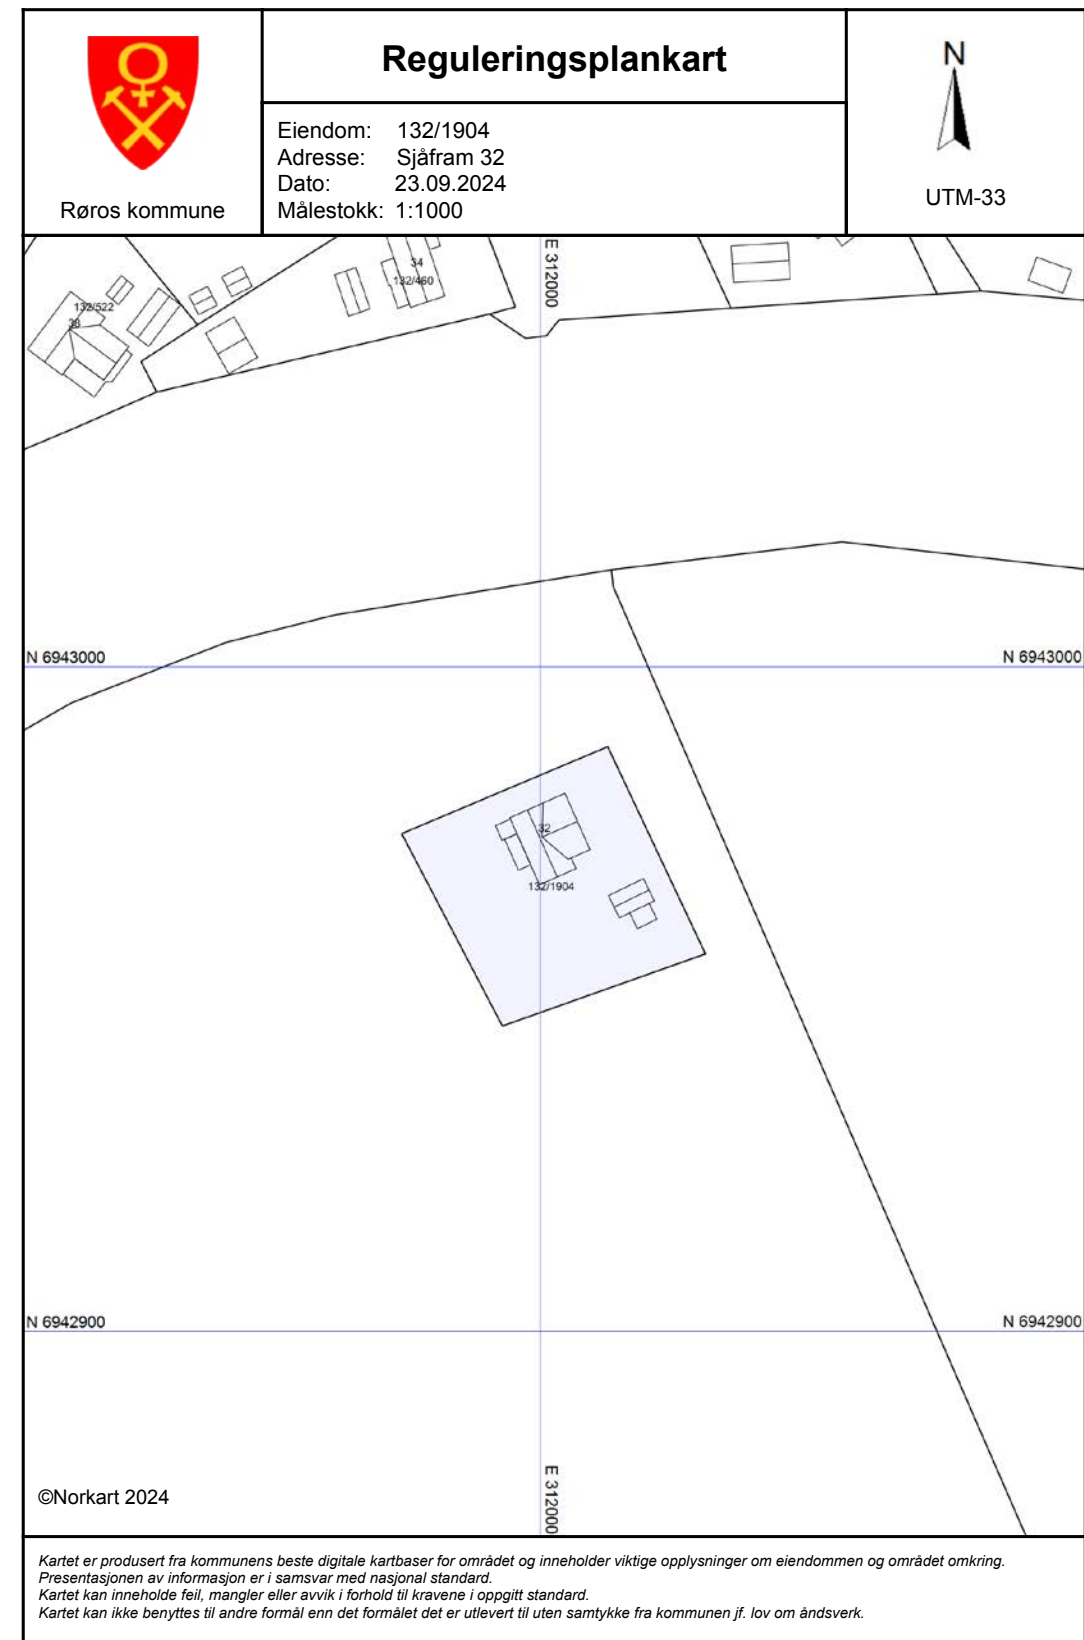 Reguleringsplankart
N
Eiendom: 132/1904
Adresse: Sjåfram 32
Dato: 23.09.2024
Målestokk: 1:1000
Røros kommune
UTM-33
E 312000
34
132/460
132/522
38
N 6943000
N 6943000
32
132/1904
N 6942900
N 6942900
E 312000
©Norkart 2024
Kartet er produsert fra kommunens beste digitale kartbaser for området og inneholder viktige opplysninger om eiendommen og området omkring.
Presentasjonen av informasjon er i samsvar med nasjonal standard.
Kartet kan inneholde feil, mangler eller avvik i forhold til kravene i oppgitt standard.
Kartet kan ikke benyttes til andre formål enn det formålet det er utlevert til uten samtykke fra kommunen jf. lov om åndsverk.